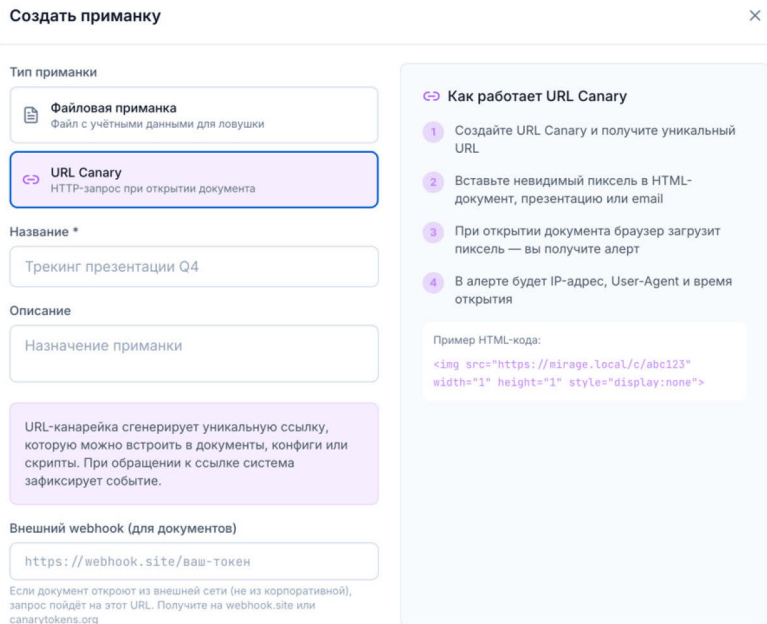 Создать приманку
Тип приманки
Файловая приманка
Файл с учётными данными для ловушки
URL Canary
HTTP-запрос при открытии документа
Название *
Трекинг презентации Q4
Описание
Назначение приманки
URL-канарейка сгенерирует уникальную ссылку,
которую можно встроить в документы, конфиги или
скрипты. При обращении к ссылке система
зафиксирует событие.
Внешний webhook (для документов)
https://webhook.site/ваш-токен
Если документ откроют из внешней сети (не из корпоративной),
запрос пойдёт на этот URL. Получите на webhook.site или
canarytokens.org
Как работает URL Canary
1 Создайте URL Canary и получите уникальный
URL
2 Вставьте невидимый пиксель в HTML-
документ, презентацию или email
3 При открытии документа браузер загрузит
пиксель — вы получите алерт
4 В алерте будет IP-адрес, User-Agent и время
открытия
Пример HTML-кода:
<img src="https://mirage.local/c/abc123"
width="1" height="1" style="display:none">